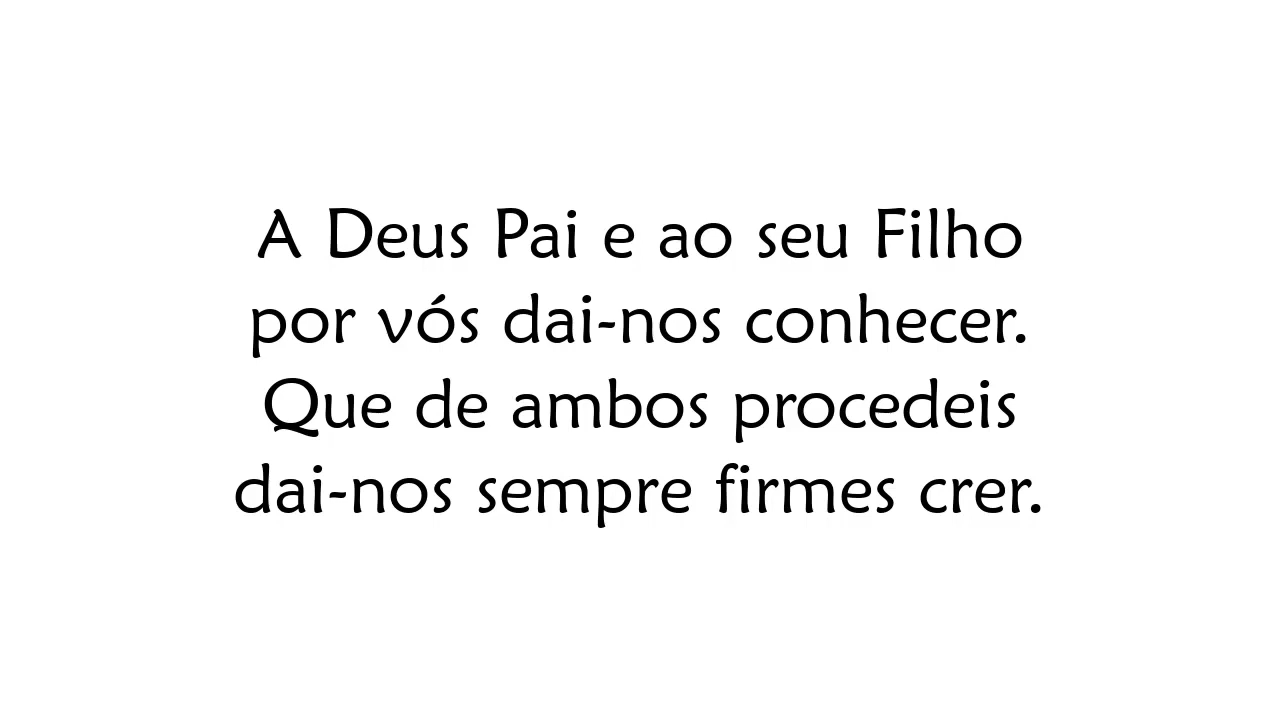 A Deus Pai e ao seu Filho
por vós dai-nos conhecer.
Que de ambos procedeis
dai-nos sempre firmes crer.